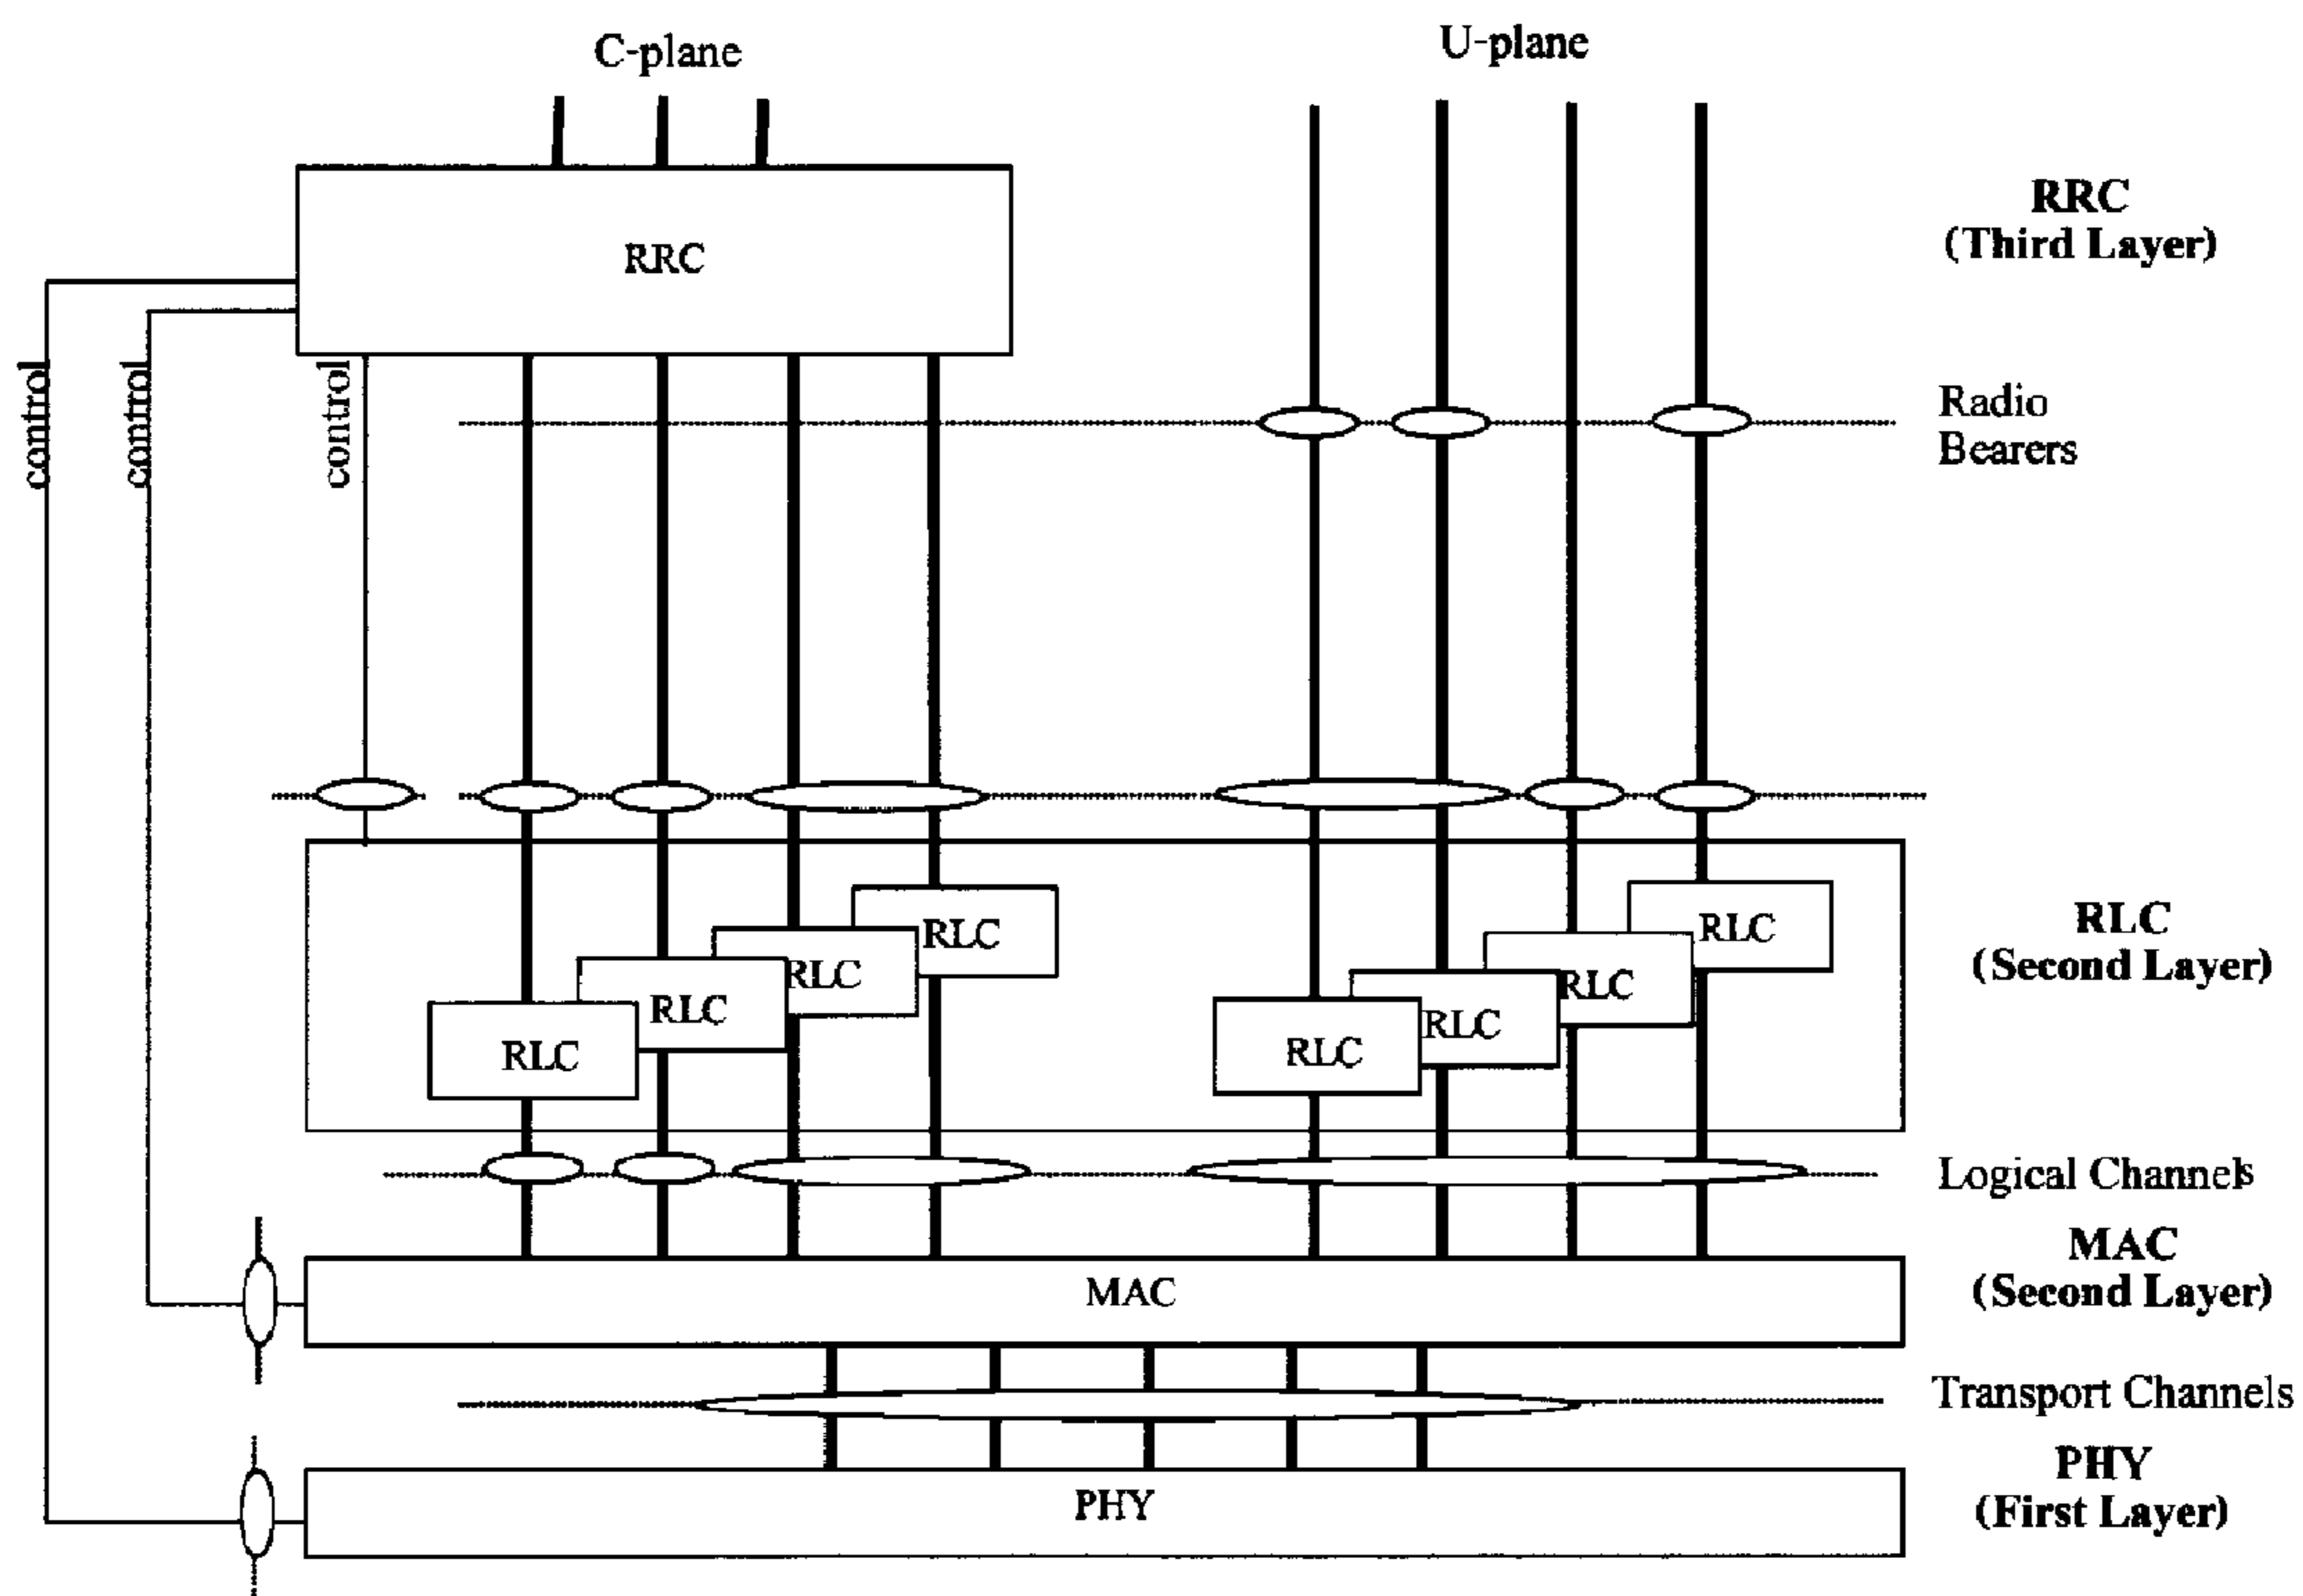 C-plane
U-plane
RRC
RRC
(Third Layer)
control
control
control
Radio
Bearers
RLC
RLC
RLC
RLC
RLC
RLC
RLC
RLC
RLC
(Second Layer)
Logical Channels
MAC
MAC
(Second Layer)
Transport Channels
PHY
PHY
(First Layer)